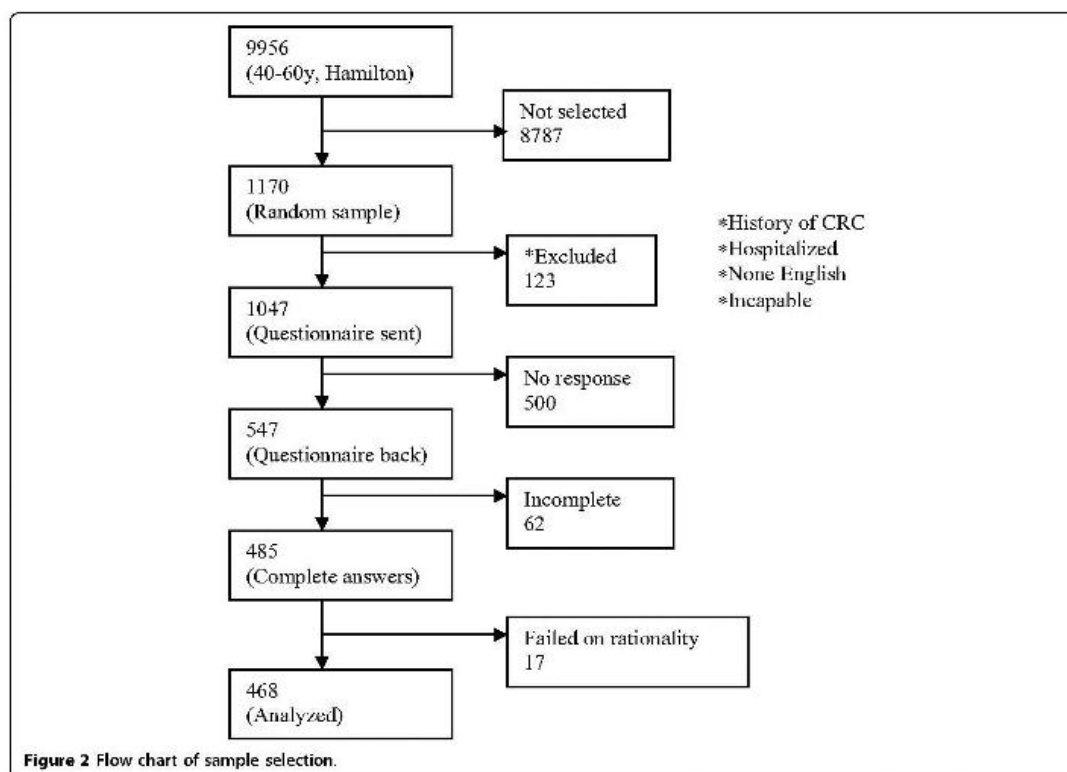 9956
(40-60y, Hamilton)
Not selected
8787
1170
(Random sample)
*Excluded
123
*History of CRC
*Hospitalized
*None English
*Incapable
1047
(Questionnaire sent)
No response
500
547
(Questionnaire back)
Incomplete
62
485
(Complete answers)
Failed on rationality
17
468
(Analyzed)
Figure 2 Flow chart of sample selection.